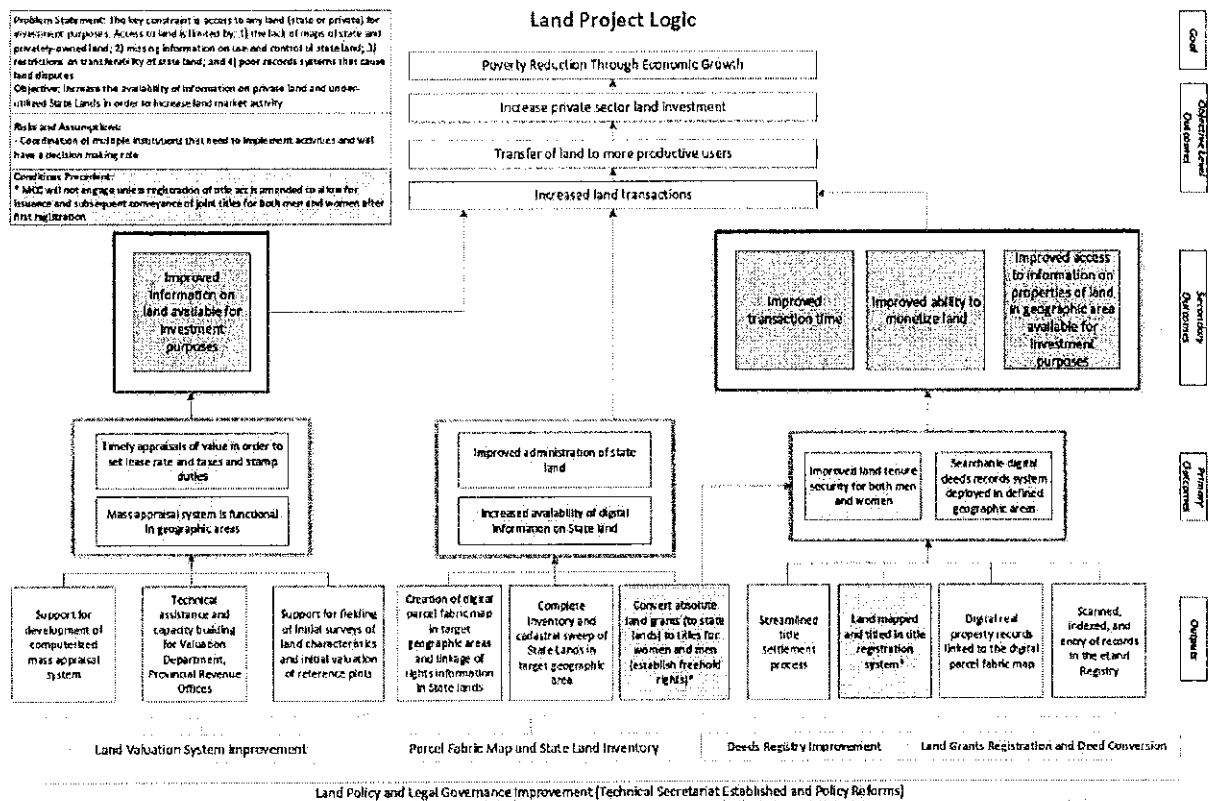 Land Project Logic
Problem Statement: The key constraint is access to any land (state or private) for
investment purposes. Access to land is limited by: 1) the lack of maps of state and
privately-owned land; 2) missing information on use and control of state land; 3)
restrictions on transferability of state land; and 4) poor records systems that cause
land disputes
Objective: Increase the availability of information on private land and under-
utilized State Lands in order to increase land market activity
Risks and Assumptions:
- Coordination of multiple institutions that need to implement activities and will
have a decision making role
Conditions Precedent:
* MCC will not engage unless registration of title act is amended to allow for
issuance and subsequent conveyance of joint titles for both men and women after
first registration
Goal
Poverty Reduction Through Economic Growth
Objective Level
Outcomes
Increase private sector land investment
Transfer of land to more productive users
Increased land transactions
Secondary
Outcomes
Improved
information on
land available for
investment
purposes
Improved
transaction time
Improved ability to
monetize land
Improved access
to information on
properties of land
in geographic area
available for
investment
purposes
Primary
Outcomes
Timely appraisals of value in order to
set lease rate and taxes and stamp
duties
Mass appraisal system is functional
in geographic areas
Improved administration of state
land
Increased availability of digital
information on State land
Improved land tenure
security for both men
and women
Searchable digital
deeds records system
deployed in defined
geographic areas
Outputs
Support for
development of
computerized
mass appraisal
system
Technical
assistance and
capacity building
for Valuation
Department,
Provincial Revenue
Offices
Support for fielding
of initial surveys of
land characteristics
and initial valuation
of reference plots
Creation of digital
parcel fabric map
in target
geographic areas
and linkage of
rights information
in State lands
Complete
Inventory and
cadastral sweep of
State Lands in
target geographic
area
Convert absolute
land grants (to state
lands) to titles for
women and men
(establish freehold
rights)*
Streamlined
title
settlement
process
Land mapped
and titled in title
registration
system*
Digital real
property records
linked to the digital
parcel fabric map
Scanned,
indexed, and
entry of records
in the eLand
Registry
Land Valuation System Improvement
Parcel Fabric Map and State Land Inventory
Deeds Registry Improvement
Land Grants Registration and Deed Conversion
Land Policy and Legal Governance Improvement (Technical Secretariat Established and Policy Reforms)